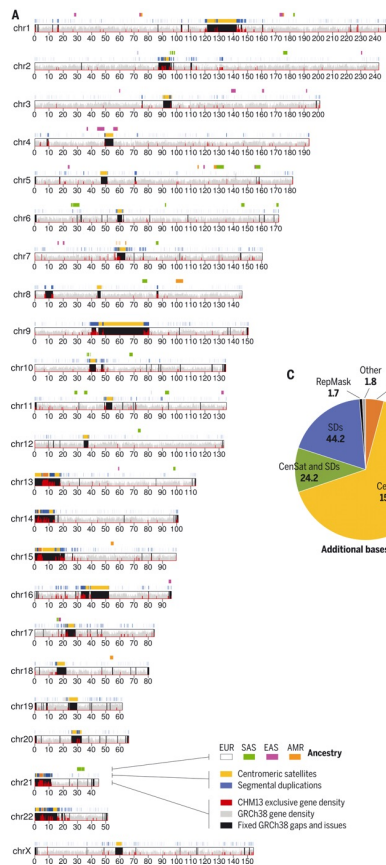 A
chr1
0 10 20 30 40 50 60 70 80 90 100 110 120 130 140 150 160 170 180 190 200 210 220 230 240
chr2
0 10 20 30 40 50 60 70 80 90 100 110 120 130 140 150 160 170 180 190 200 210 220 230 240
chr3
0 10 20 30 40 50 60 70 80 90 100 110 120 130 140 150 160 170 180 190 200
chr4
0 10 20 30 40 50 60 70 80 90 100 110 120 130 140 150 160 170 180 190
chr5
0 10 20 30 40 50 60 70 80 90 100 110 120 130 140 150 160 170 180
chr6
0 10 20 30 40 50 60 70 80 90 100 110 120 130 140 150 160 170
chr7
0 10 20 30 40 50 60 70 80 90 100 110 120 130 140 150 160
chr8
0 10 20 30 40 50 60 70 80 90 100 110 120 130 140
chr9
0 10 20 30 40 50 60 70 80 90 100 110 120 130 140 150
chr10
0 10 20 30 40 50 60 70 80 90 100 110 120 130
C
RepMask
1.7
Other
1.8
SDs
44.2
CenSat and SDs
24.2
Additional bases
chr11
0 10 20 30 40 50 60 70 80 90 100 110 120 130
chr12
0 10 20 30 40 50 60 70 80 90 100 110 120 130
chr13
0 10 20 30 40 50 60 70 80 90 100 110
chr14
0 10 20 30 40 50 60 70 80 90 100
chr15
0 10 20 30 40 50 60 70 80 90
chr16
0 10 20 30 40 50 60 70 80 90
chr17
0 10 20 30 40 50 60 70 80
chr18
0 10 20 30 40 50 60 70 80
chr19
0 10 20 30 40 50 60
chr20
0 10 20 30 40 50 60
chr21
0 10 20 30 40
EUR SAS EAS AMR Ancestry
Centromeric satellites
Segmental duplications
CHM13 exclusive gene density
GRCh38 gene density
Fixed GRCh38 gaps and issues
chr22
0 10 20 30 40 50
chrX
0 10 20 30 40 50 60 70 80 90 100 110 120 130 140 150